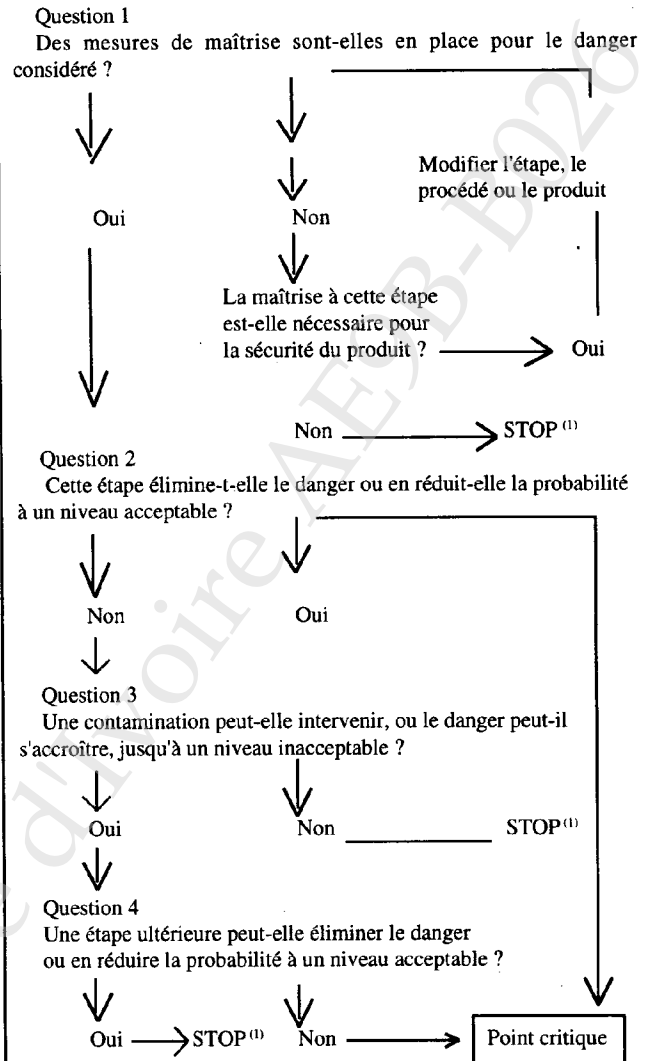 Question 1
Des mesures de maîtrise sont-elles en place pour le danger
considéré ?
Modifier l'étape, le
procédé ou le produit
Oui
Non
La maîtrise à cette étape
est-elle nécessaire pour
la sécurité du produit ?
Oui
Non
STOP (1)
Question 2
Cette étape élimine-t-elle le danger ou en réduit-elle la probabilité
à un niveau acceptable ?
Non
Oui
Question 3
Une contamination peut-elle intervenir, ou le danger peut-il
s'accroître, jusqu'à un niveau inacceptable ?
Oui
Non
STOP(1)
Question 4
Une étape ultérieure peut-elle éliminer le danger
ou en réduire la probabilité à un niveau acceptable ?
Oui
STOP(1)
Non
Point critique
d'Ivoire AE9B-B026